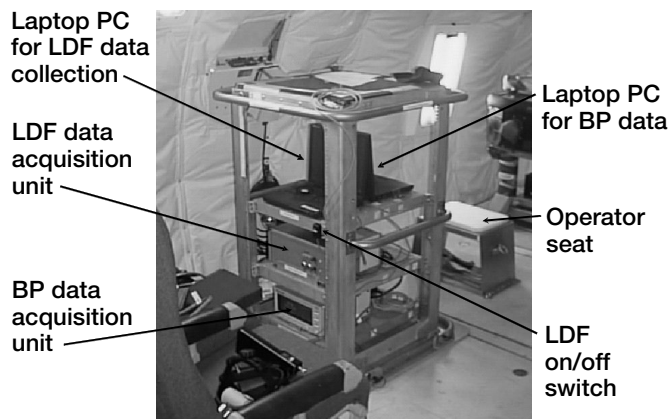 Laptop PC
for LDF data
collection
LDF data
acquisition
unit
BP data
acquisition
unit
Laptop PC
for BP data
Operator
seat
LDF
on/off
switch